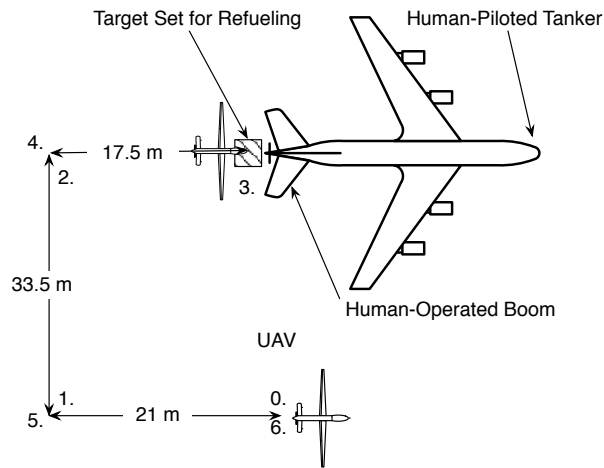 Target Set for Refueling
Human-Piloted Tanker
4.
17.5 m
2.
3.
33.5 m
Human-Operated Boom
UAV
1.
0.
5.
21 m
6.